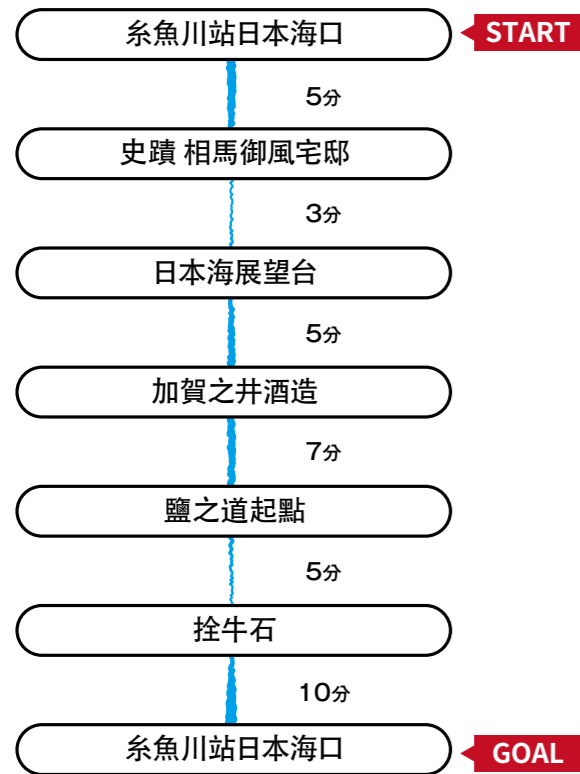 糸魚川站日本海口
START
5分
史蹟 相馬御風宅邸
3分
日本海展望台
5分
加賀之井酒造
7分
鹽之道起點
5分
拴牛石
10分
糸魚川站日本海口
GOAL